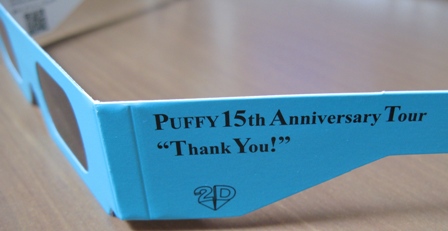 PUFFY 15th Anniversary Tour
“Thank You!”
2D